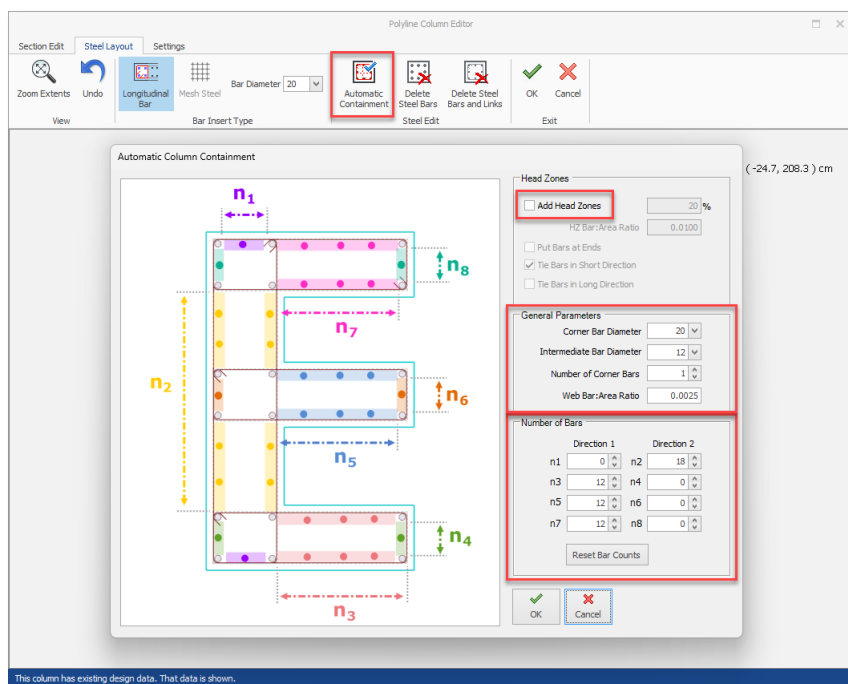 Polyline Column Editor
Section Edit Steel Layout Settings
Zoom Extents Undo Longitudinal Bar Mesh Steel Bar Diameter 20 Automatic Containment Delete Steel Bars Delete Steel Bars and Links OK Cancel
View Bar Insert Type Steel Edit Exit
( -24.7, 208.3 ) cm
Automatic Column Containment
n1
n8
n7
n2
n6
n5
n4
n3
Head Zones
Add Head Zones 20 %
HZ Bar:Area Ratio 0.0100
Put Bars at Ends
Tie Bars in Short Direction
Tie Bars in Long Direction
General Parameters
Corner Bar Diameter 20
Intermediate Bar Diameter 12
Number of Corner Bars 1
Web Bar:Area Ratio 0.0025
Number of Bars
Direction 1 Direction 2
n1 0 n2 18
n3 12 n4 0
n5 12 n6 0
n7 12 n8 0
Reset Bar Counts
OK Cancel
This column has existing design data. That data is shown.